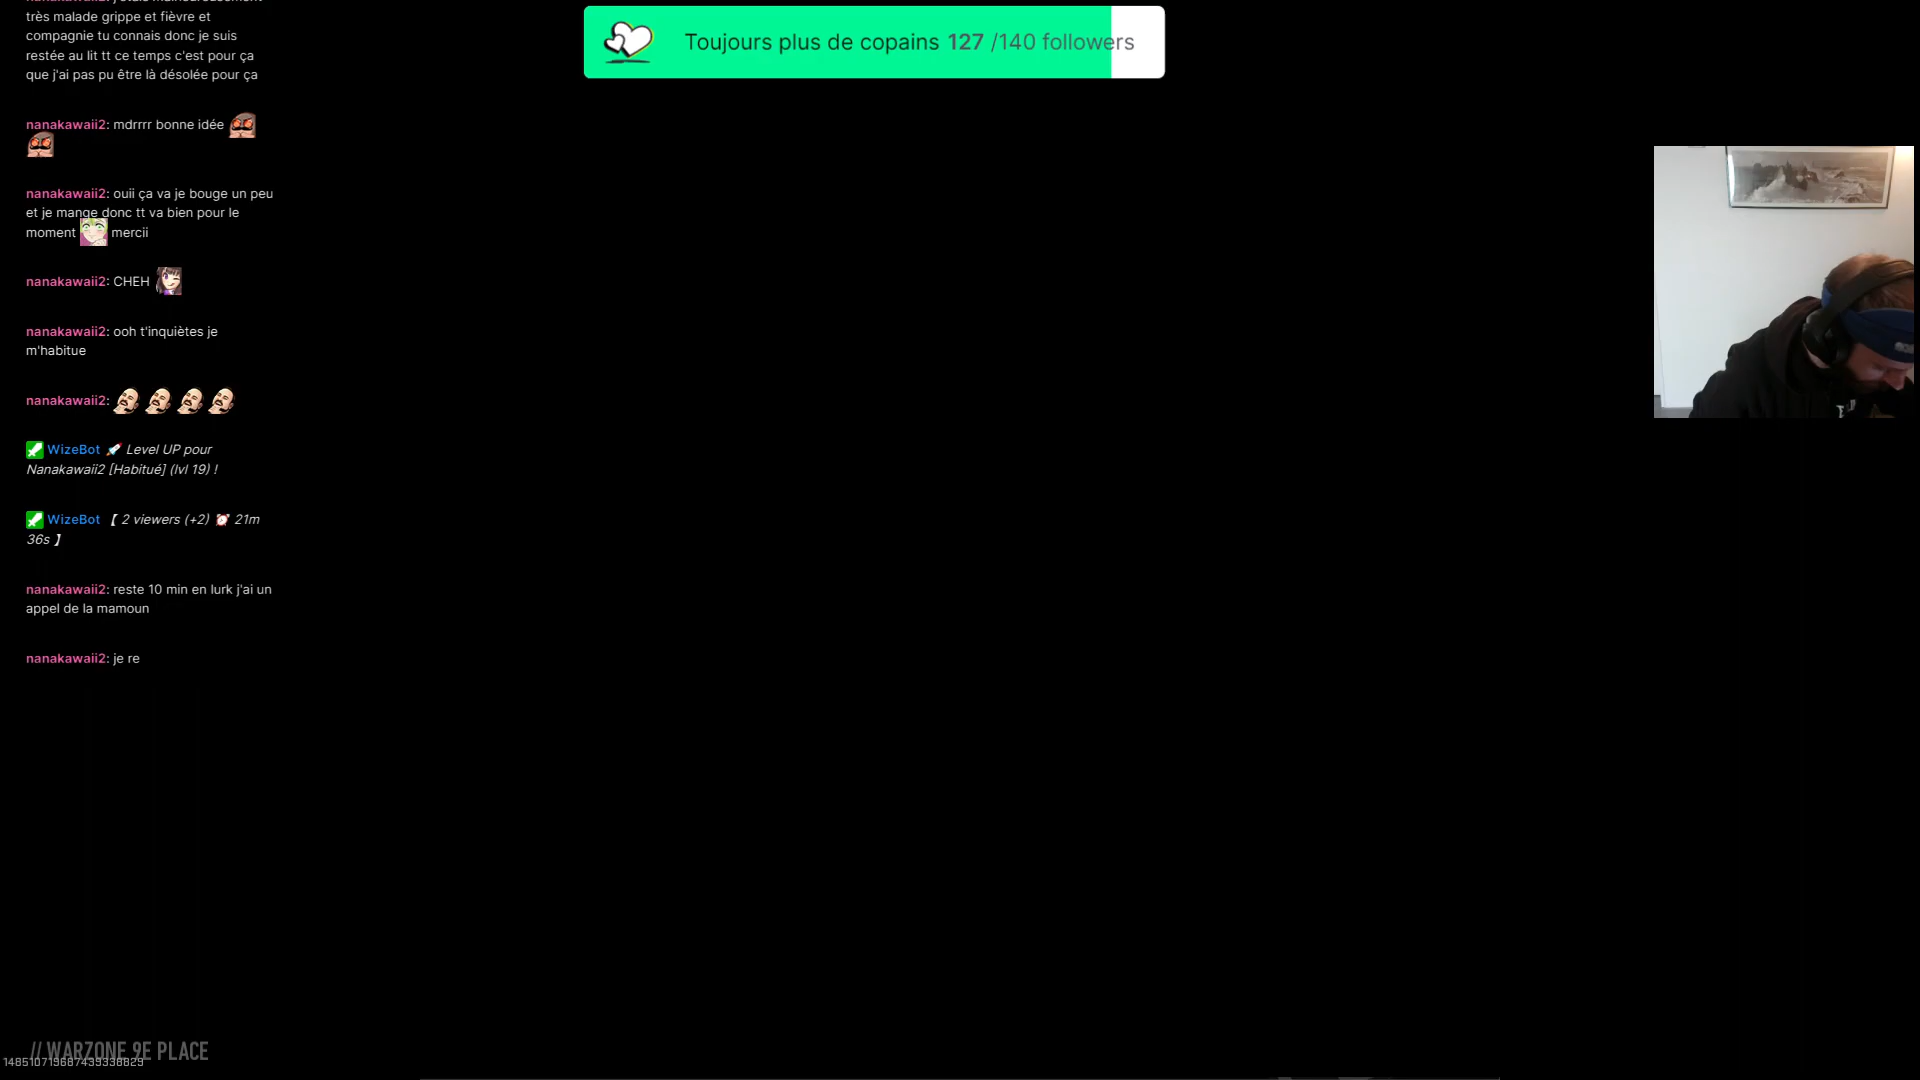 très malade grippe et fièvre et
compagnie tu connais donc je suis
restée au lit tt ce temps c'est pour ça
que j'ai pas pu être là désolée pour ça
nanakawaii2: mdrrrr bonne idée
nanakawaii2: ouii ça va je bouge un peu
et je mange donc tt va bien pour le
moment mercii
nanakawaii2: CHEH
nanakawaii2: ooh t'inquiètes je
m'habitue
nanakawaii2:
WizeBot 🚀 Level UP pour
Nanakawaii2 [Habitué] (lvl 19) !
WizeBot 【 2 viewers (+2) ⏰ 21m
36s 】
nanakawaii2: reste 10 min en lurk j'ai un
appel de la mamoun
nanakawaii2: je re
Toujours plus de copains 127 /140 followers
// WARZONE 9E PLACE